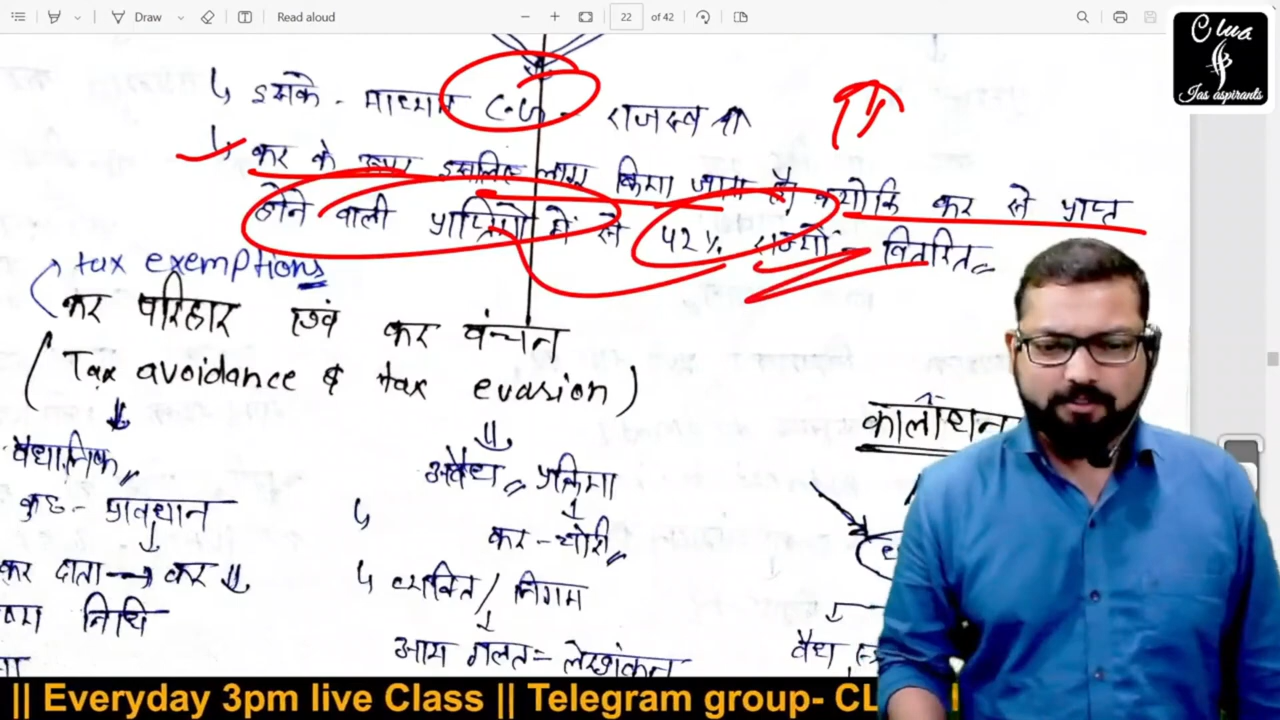 Draw
Read aloud
22 of 42
Clua
Ias aspirants
इसके - माध्यम C.G - राजस्व
कर के ऊपर इसलिए लागू किया जाता है क्योंकि कर से प्राप्त
होने वाली प्राप्तियों में से 42% राज्यों - वितरित
tax exemptions
कर परिहार एवं कर वंचन
(Tax avoidance & tax evasion)
कालाधन
वैधानिक
अवैध प्रक्रिया
कुछ - प्रावधान
कर - चोरी
कर दाता → कर
व्यक्ति / निगम
निधि
आय गलत = लेखांकन
वैध
|| Everyday 3pm live Class || Telegram group- CL